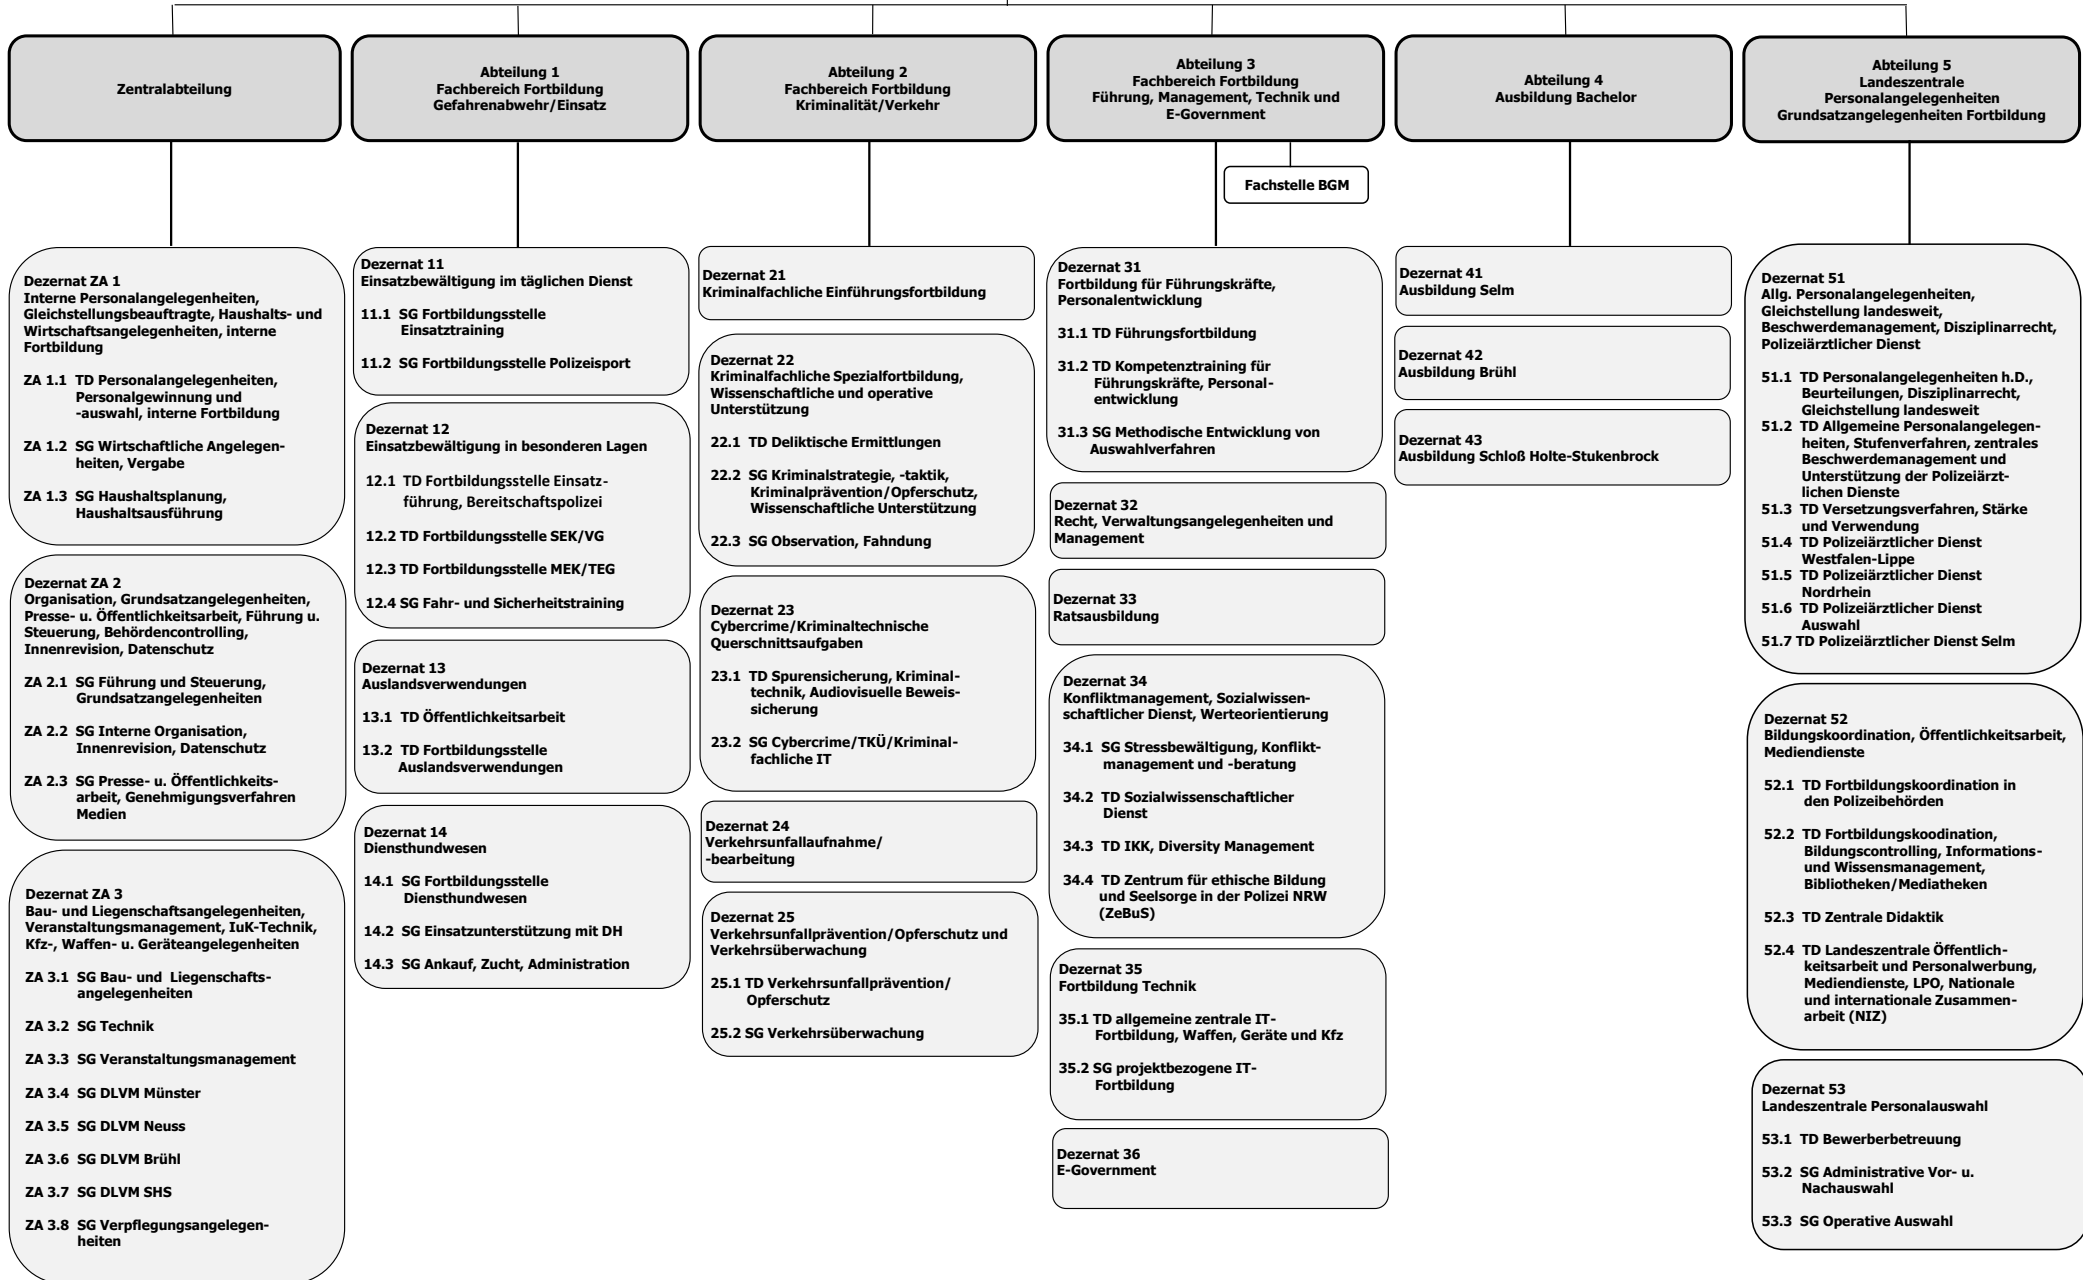 Zentralabteilung
Abteilung 1
Fachbereich Fortbildung
Gefahrenabwehr/Einsatz
Abteilung 2
Fachbereich Fortbildung
Kriminalität/Verkehr
Abteilung 3
Fachbereich Fortbildung
Führung, Management, Technik und
E-Government
Abteilung 4
Ausbildung Bachelor
Abteilung 5
Landeszentrale
Personalangelegenheiten
Grundsatzangelegenheiten Fortbildung
Fachstelle BGM
Dezernat ZA 1
Interne Personalangelegenheiten,
Gleichstellungsbeauftragte, Haushalts- und
Wirtschaftsangelegenheiten, interne
Fortbildung
ZA 1.1 TD Personalangelegenheiten,
Personalgewinnung und
-auswahl, interne Fortbildung
ZA 1.2 SG Wirtschaftliche Angelegen-
heiten, Vergabe
ZA 1.3 SG Haushaltsplanung,
Haushaltsausführung
Dezernat ZA 2
Organisation, Grundsatzangelegenheiten,
Presse- u. Öffentlichkeitsarbeit, Führung u.
Steuerung, Behördencontrolling,
Innenrevision, Datenschutz
ZA 2.1 SG Führung und Steuerung,
Grundsatzangelegenheiten
ZA 2.2 SG Interne Organisation,
Innenrevision, Datenschutz
ZA 2.3 SG Presse- u. Öffentlichkeits-
arbeit, Genehmigungsverfahren
Medien
Dezernat ZA 3
Bau- und Liegenschaftsangelegenheiten,
Veranstaltungsmanagement, IuK-Technik,
Kfz-, Waffen- u. Geräteangelegenheiten
ZA 3.1 SG Bau- und Liegenschafts-
angelegenheiten
ZA 3.2 SG Technik
ZA 3.3 SG Veranstaltungsmanagement
ZA 3.4 SG DLVM Münster
ZA 3.5 SG DLVM Neuss
ZA 3.6 SG DLVM Brühl
ZA 3.7 SG DLVM SHS
ZA 3.8 SG Verpflegungsangelegen-
heiten
Dezernat 11
Einsatzbewältigung im täglichen Dienst
11.1 SG Fortbildungsstelle
Einsatztraining
11.2 SG Fortbildungsstelle Polizeisport
Dezernat 12
Einsatzbewältigung in besonderen Lagen
12.1 TD Fortbildungsstelle Einsatz-
führung, Bereitschaftspolizei
12.2 TD Fortbildungsstelle SEK/VG
12.3 TD Fortbildungsstelle MEK/TEG
12.4 SG Fahr- und Sicherheitstraining
Dezernat 13
Auslandsverwendungen
13.1 TD Öffentlichkeitsarbeit
13.2 TD Fortbildungsstelle
Auslandsverwendungen
Dezernat 14
Diensthundwesen
14.1 SG Fortbildungsstelle
Diensthundwesen
14.2 SG Einsatzunterstützung mit DH
14.3 SG Ankauf, Zucht, Administration
Dezernat 21
Kriminalfachliche Einführungsfortbildung
Dezernat 22
Kriminalfachliche Spezialfortbildung,
Wissenschaftliche und operative
Unterstützung
22.1 TD Deliktische Ermittlungen
22.2 SG Kriminalstrategie, -taktik,
Kriminalprävention/Opferschutz,
Wissenschaftliche Unterstützung
22.3 SG Observation, Fahndung
Dezernat 23
Cybercrime/Kriminaltechnische
Querschnittsaufgaben
23.1 TD Spurensicherung, Kriminal-
technik, Audiovisuelle Beweis-
sicherung
23.2 SG Cybercrime/TKÜ/Kriminal-
fachliche IT
Dezernat 24
Verkehrsunfallaufnahme/
-bearbeitung
Dezernat 25
Verkehrsunfallprävention/Opferschutz und
Verkehrsüberwachung
25.1 TD Verkehrsunfallprävention/
Opferschutz
25.2 SG Verkehrsüberwachung
Dezernat 31
Fortbildung für Führungskräfte,
Personalentwicklung
31.1 TD Führungsfortbildung
31.2 TD Kompetenztraining für
Führungskräfte, Personal-
entwicklung
31.3 SG Methodische Entwicklung von
Auswahlverfahren
Dezernat 32
Recht, Verwaltungsangelegenheiten und
Management
Dezernat 33
Ratsausbildung
Dezernat 34
Konfliktmanagement, Sozialwissen-
schaftlicher Dienst, Werteorientierung
34.1 SG Stressbewältigung, Konflikt-
management und -beratung
34.2 TD Sozialwissenschaftlicher
Dienst
34.3 TD IKK, Diversity Management
34.4 TD Zentrum für ethische Bildung
und Seelsorge in der Polizei NRW
(ZeBuS)
Dezernat 35
Fortbildung Technik
35.1 TD allgemeine zentrale IT-
Fortbildung, Waffen, Geräte und Kfz
35.2 SG projektbezogene IT-
Fortbildung
Dezernat 36
E-Government
Dezernat 41
Ausbildung Selm
Dezernat 42
Ausbildung Brühl
Dezernat 43
Ausbildung Schloß Holte-Stukenbrock
Dezernat 51
Allg. Personalangelegenheiten,
Gleichstellung landesweit,
Beschwerdemanagement, Disziplinarrecht,
Polizeiärztlicher Dienst
51.1 TD Personalangelegenheiten h.D.,
Beurteilungen, Disziplinarrecht,
Gleichstellung landesweit
51.2 TD Allgemeine Personalangelegen-
heiten, Stufenverfahren, zentrales
Beschwerdemanagement und
Unterstützung der Polizeiärzt-
lichen Dienste
51.3 TD Versetzungsverfahren, Stärke
und Verwendung
51.4 TD Polizeiärztlicher Dienst
Westfalen-Lippe
51.5 TD Polizeiärztlicher Dienst
Nordrhein
51.6 TD Polizeiärztlicher Dienst
Auswahl
51.7 TD Polizeiärztlicher Dienst Selm
Dezernat 52
Bildungskoordination, Öffentlichkeitsarbeit,
Mediendienste
52.1 TD Fortbildungskoordination in
den Polizeibehörden
52.2 TD Fortbildungskoodination,
Bildungscontrolling, Informations-
und Wissensmanagement,
Bibliotheken/Mediatheken
52.3 TD Zentrale Didaktik
52.4 TD Landeszentrale Öffentlich-
keitsarbeit und Personalwerbung,
Mediendienste, LPO, Nationale
und internationale Zusammen-
arbeit (NIZ)
Dezernat 53
Landeszentrale Personalauswahl
53.1 TD Bewerberbetreuung
53.2 SG Administrative Vor- u.
Nachauswahl
53.3 SG Operative Auswahl